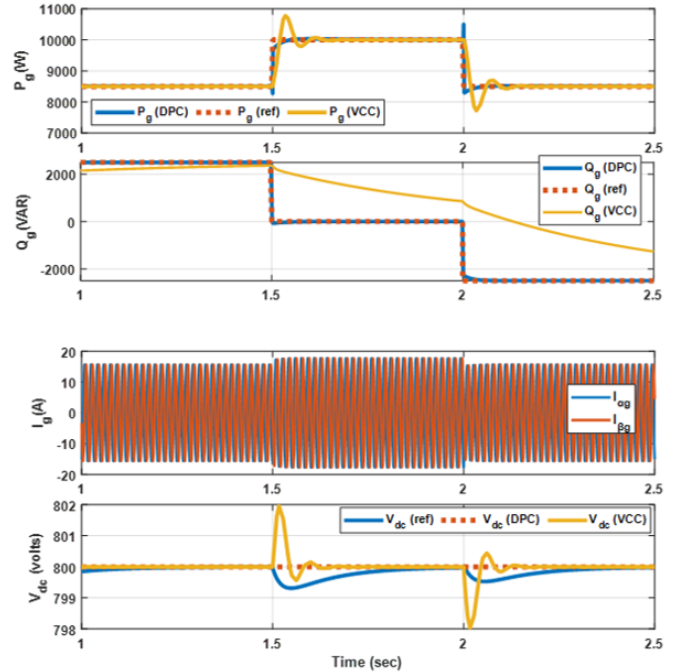 11000
10000
9000
8000
7000
P_g (W)
P_g (DPC) P_g (ref) P_g (VCC)
1 1.5 2 2.5
2000
0
-2000
Q_g (VAR)
Q_g (DPC)
Q_g (ref)
Q_g (VCC)
1 1.5 2 2.5
20
10
0
-10
-20
I_g(A)
I_αg
I_βg
1 1.5 2 2.5
802
801
800
799
798
V_dc (volts)
V_dc (ref) V_dc (DPC) V_dc (VCC)
1 1.5 2 2.5
Time (sec)